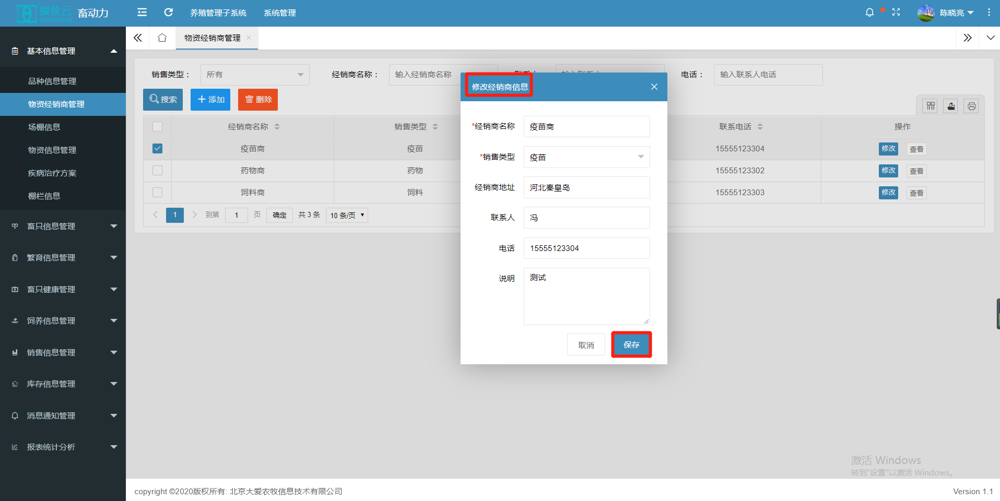 爱牧云
畜动力
养殖管理子系统
系统管理
陈晓亮
基本信息管理
品种信息管理
物资经销商管理
场棚信息
物资信息管理
疾病治疗方案
棚栏信息
畜只信息管理
繁育信息管理
畜只健康管理
饲养信息管理
销售信息管理
库存信息管理
消息通知管理
报表统计分析
物资经销商管理
销售类型：
所有
经销商名称：
输入经销商名称
电话：
输入联系人电话
搜索
添加
删除
经销商名称
销售类型
联系电话
操作
疫苗商
疫苗
15555123304
修改
查看
药物商
药物
15555123302
修改
查看
饲料商
饲料
15555123303
修改
查看
1
到第
1
页
确定
共 3 条
10 条/页
修改经销商信息
*经销商名称
疫苗商
*销售类型
疫苗
经销商地址
河北秦皇岛
联系人
冯
电话
15555123304
说明
测试
取消
保存
激活 Windows
转到"设置"以激活 Windows。
copyright ©2020版权所有: 北京大爱农牧信息技术有限公司
Version 1.1